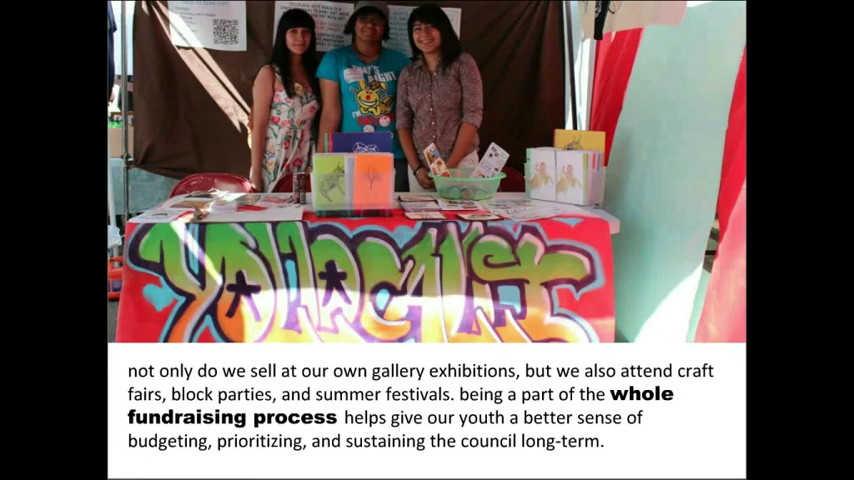 YOLLOCALLI
not only do we sell at our own gallery exhibitions, but we also attend craft
fairs, block parties, and summer festivals. being a part of the whole
fundraising process helps give our youth a better sense of
budgeting, prioritizing, and sustaining the council long-term.